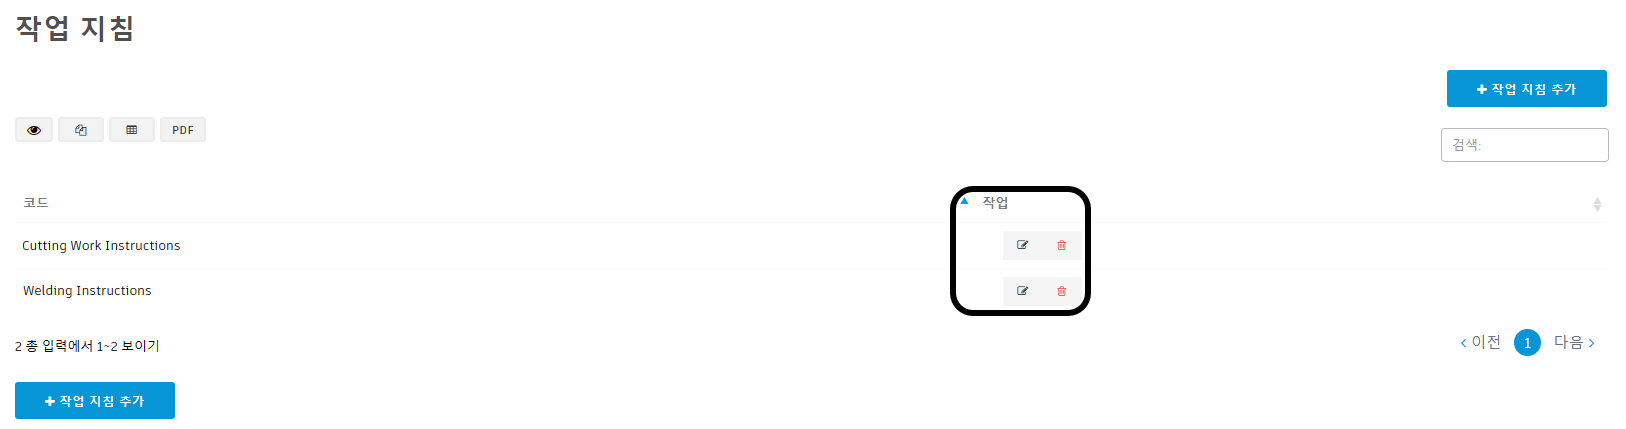 작업 지침
작업 지침 추가
PDF
검색:
코드 작업
Cutting Work Instructions
Welding Instructions
2 총 입력에서 1~2 보이기
이전 1 다음
작업 지침 추가